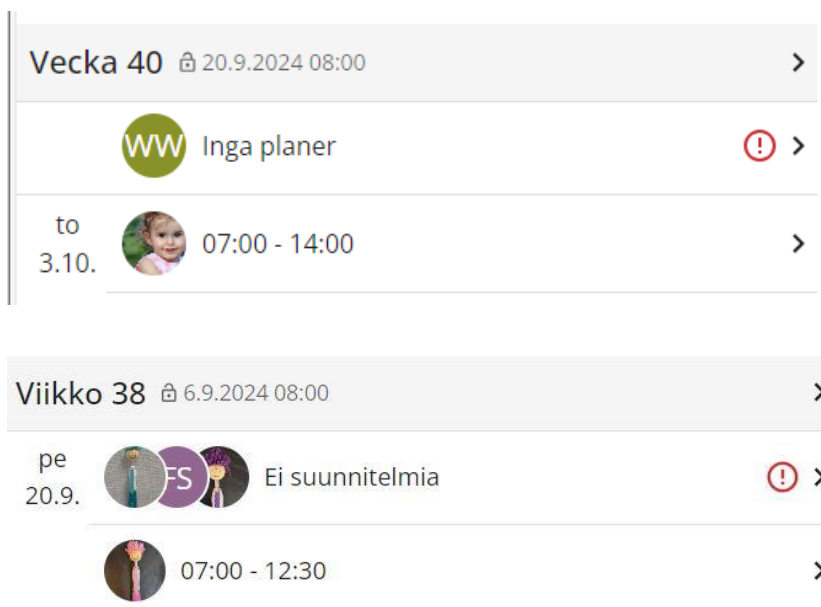 Vecka 40 20.9.2024 08:00
WW Inga planer
to
3.10.
07:00 - 14:00
Viikko 38 6.9.2024 08:00
pe
20.9.
FS Ei suunnitelmia
07:00 - 12:30